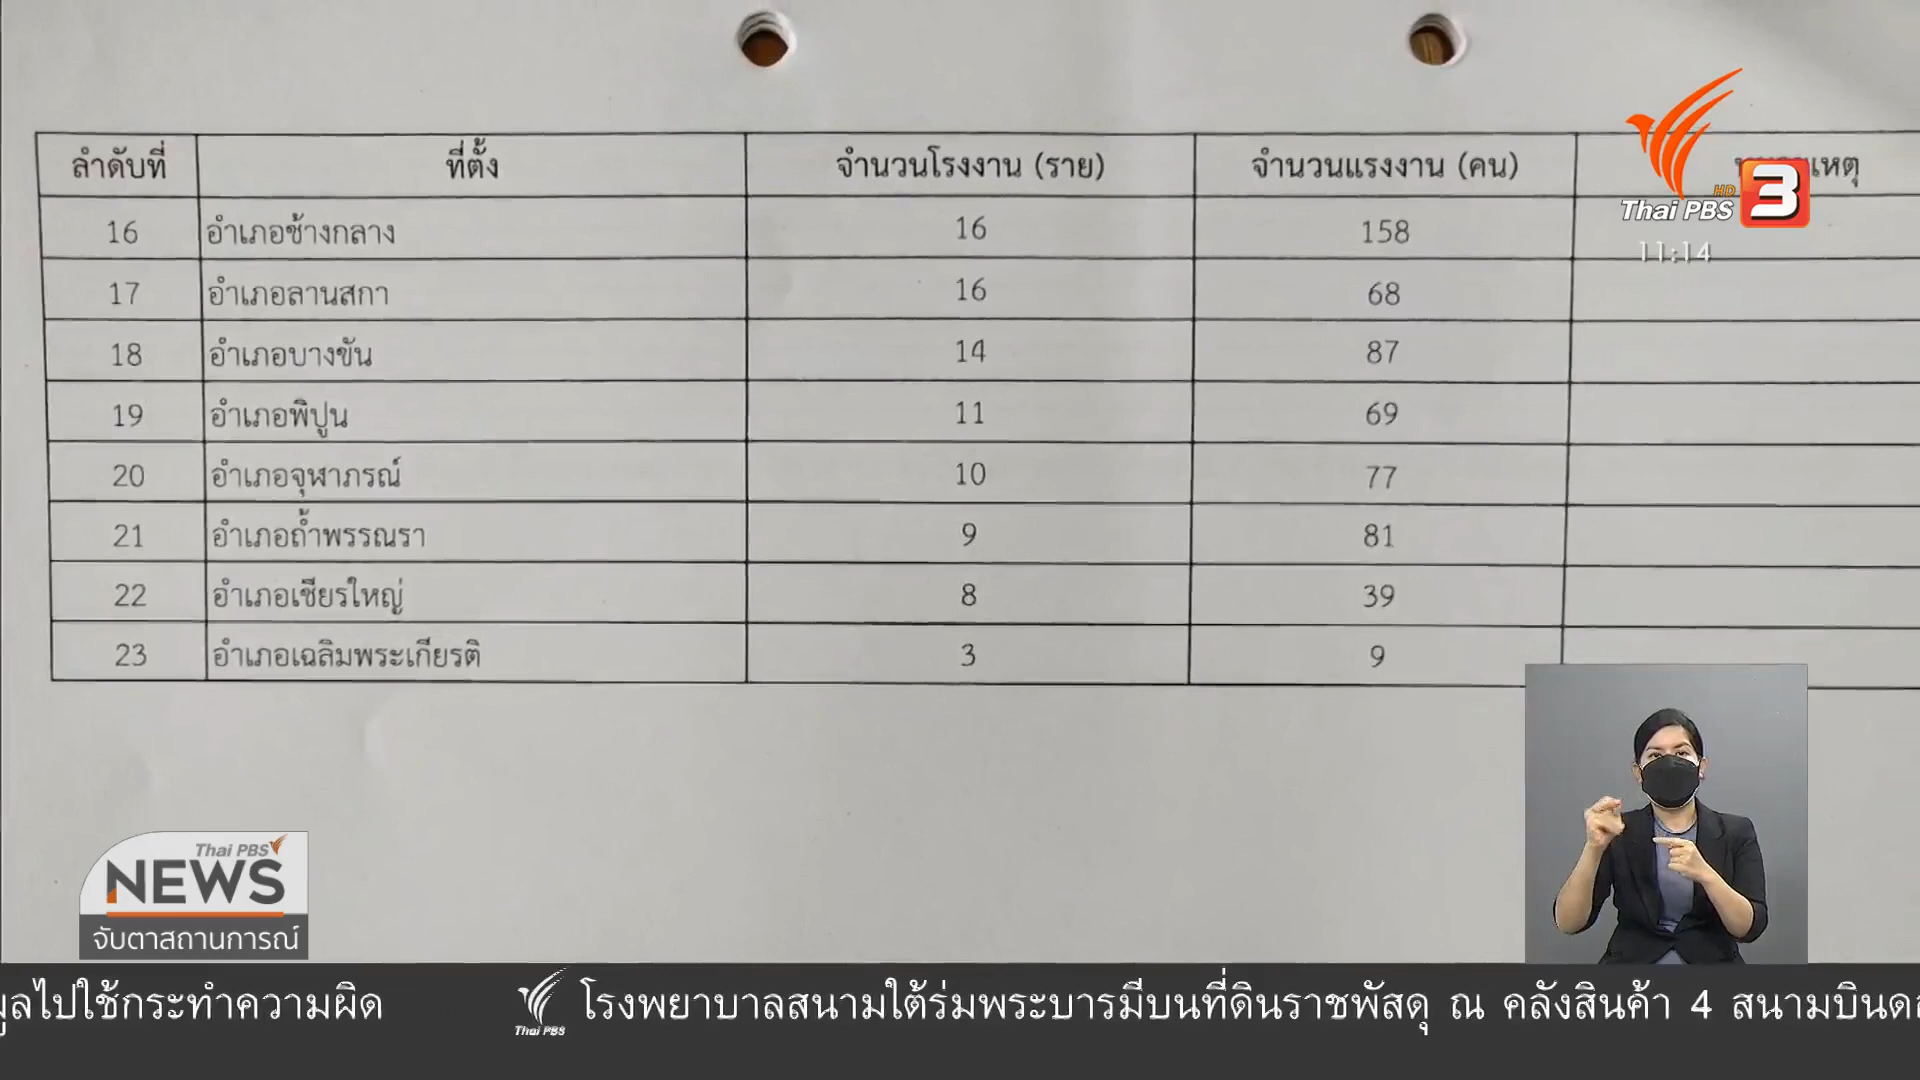 ลำดับที่ ที่ตั้ง จำนวนโรงงาน (ราย) จำนวนแรงงาน (คน)
16 อำเภอช้างกลาง 16 158
17 อำเภอลานสกา 16 68
18 อำเภอบางขัน 14 87
19 อำเภอพิปูน 11 69
20 อำเภอจุฬาภรณ์ 10 77
21 อำเภอถ้ำพรรณรา 9 81
22 อำเภอเชียรใหญ่ 8 39
23 อำเภอเฉลิมพระเกียรติ 3 9
Thai PBS HD 3
11:14
Thai PBS
NEWS
จับตาสถานการณ์
ไปใช้กระทำความผิด
Thai PBS
โรงพยาบาลสนามใต้ร่มพระบารมีบนที่ดินราชพัสดุ ณ คลังสินค้า 4